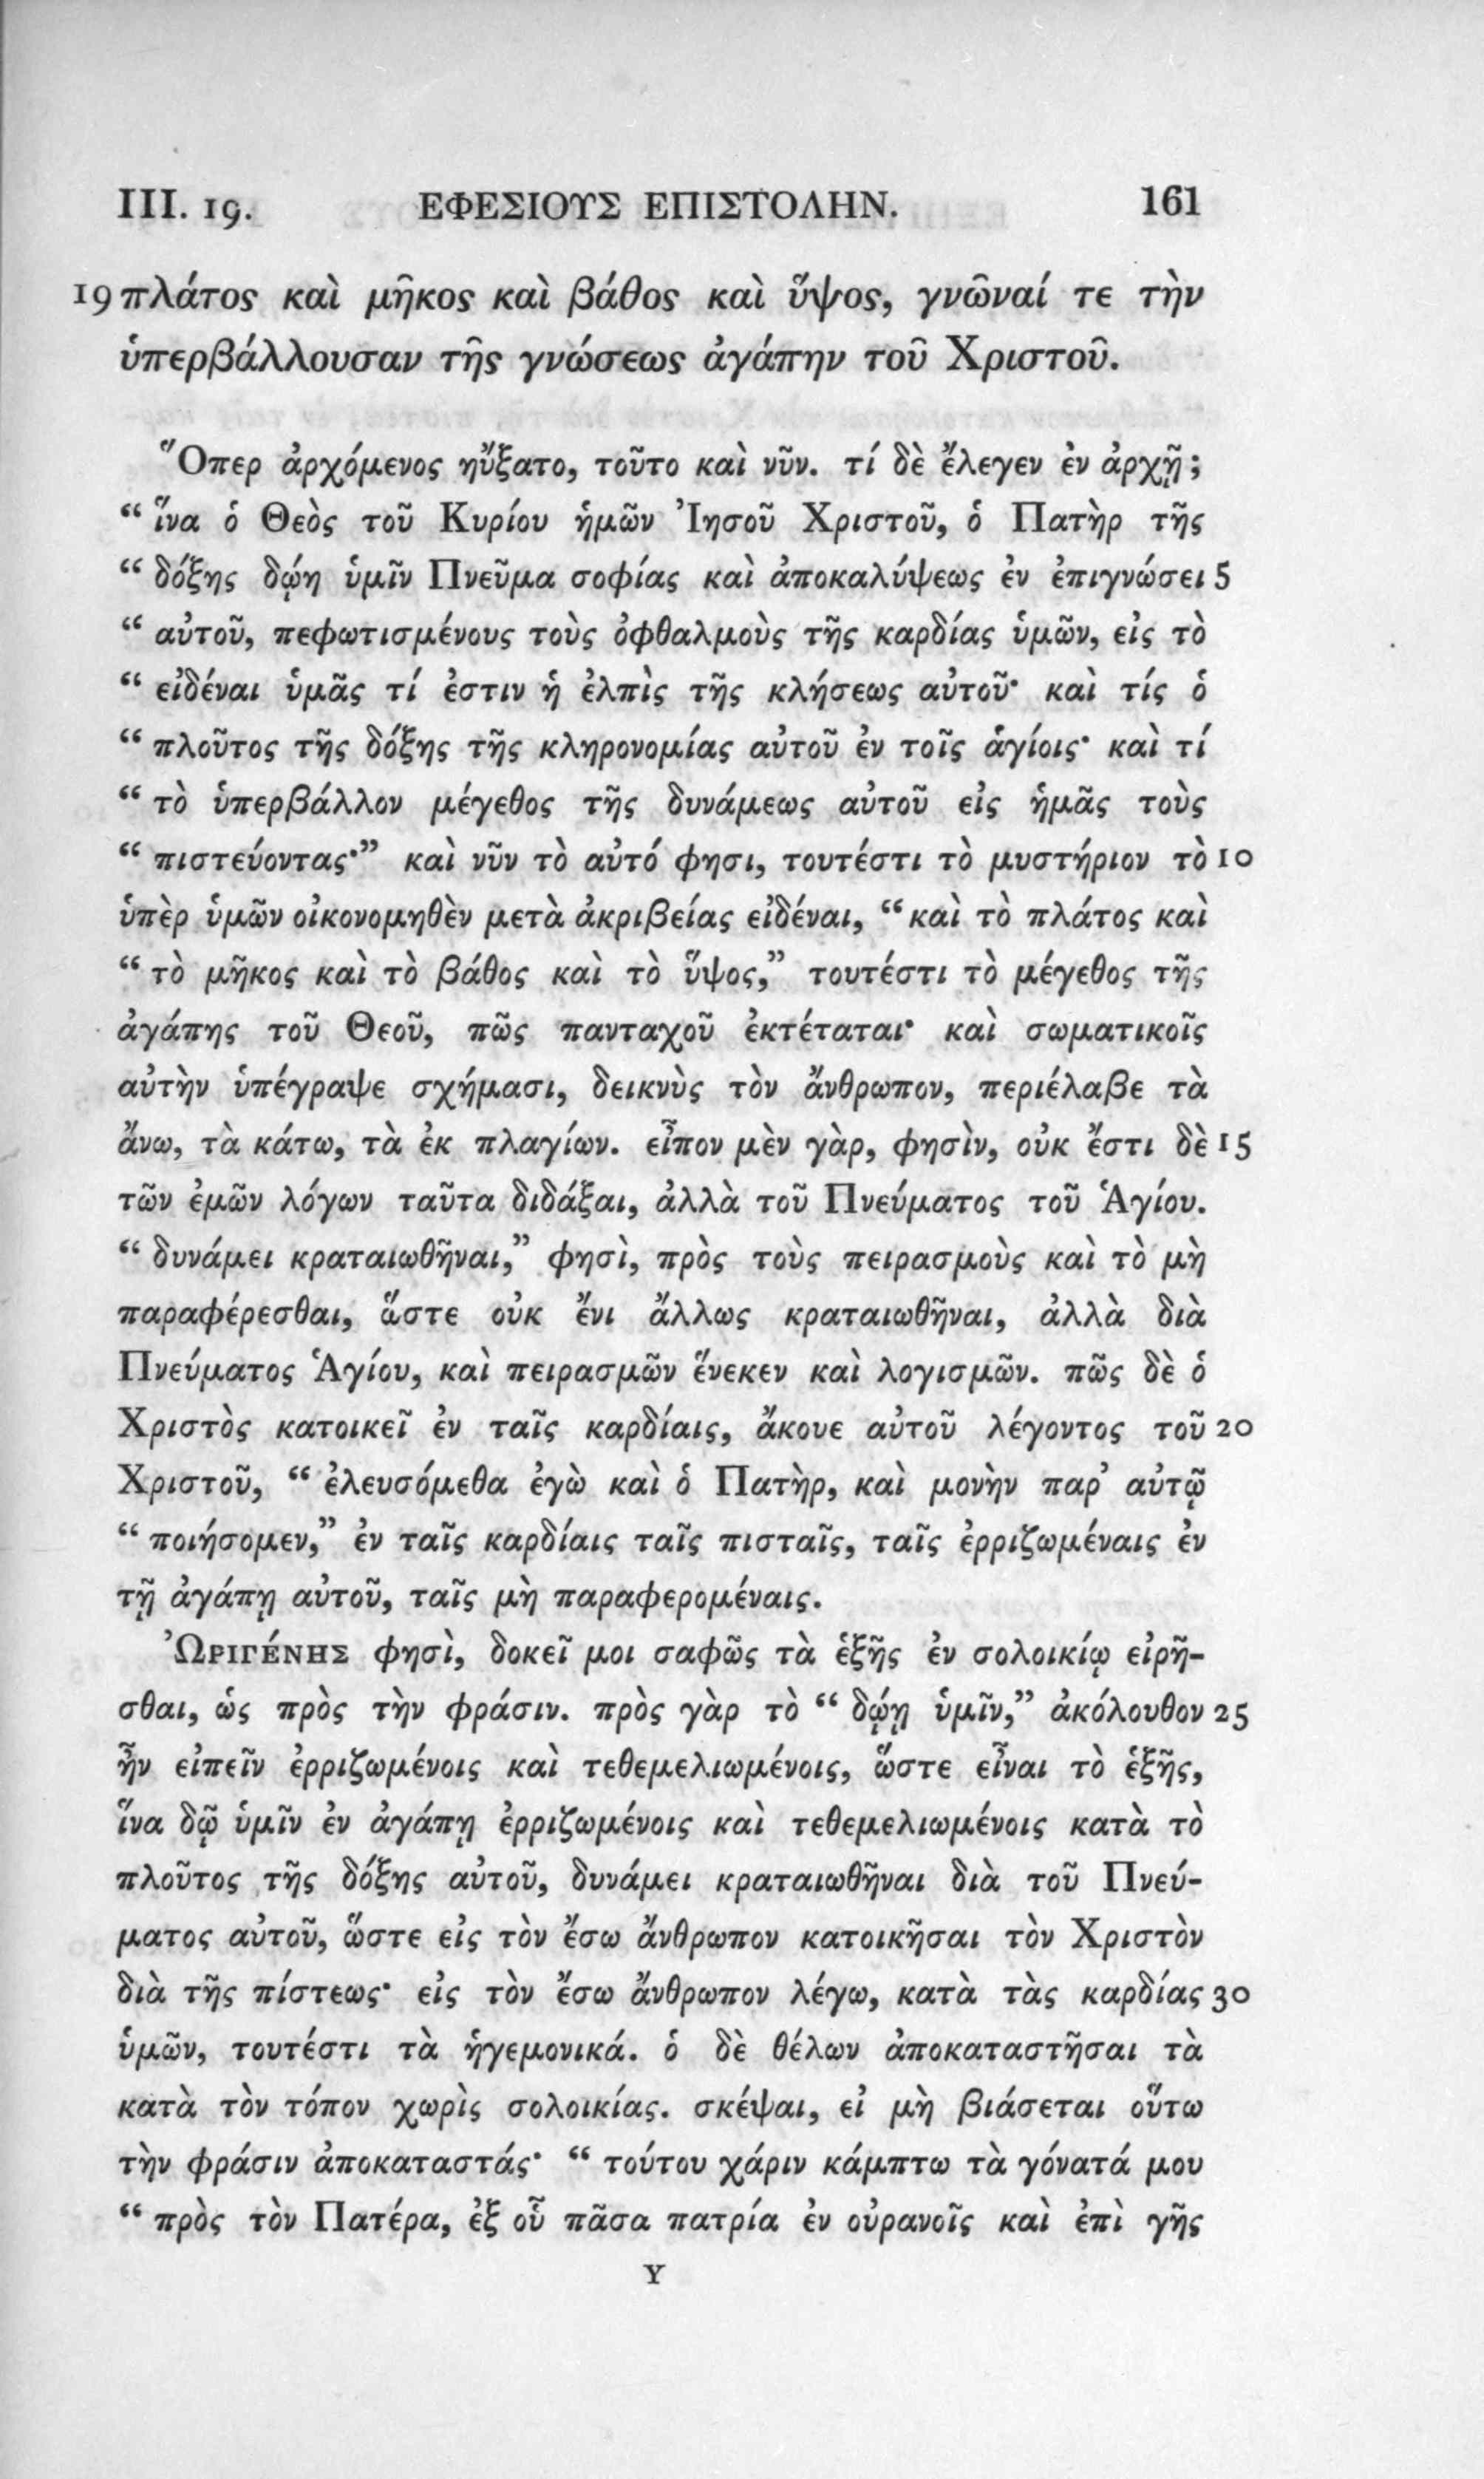 III. 19. ΕΦΕΣΙΟΥΣ ΕΠΙΣΤΟΛΗΝ. 161
19 πλάτος καὶ μῆκος καὶ βάθος καὶ ὕψος, γνῶναί τε τὴν
ὑπερβάλλουσαν τῆς γνώσεως ἀγάπην τοῦ Χριστοῦ.
Ὅπερ ἀρχόμενος ηὔξατο, τοῦτο καὶ νῦν. τί δὲ ἔλεγεν ἐν ἀρχῇ;
“ ἵνα ὁ Θεὸς τοῦ Κυρίου ἡμῶν Ἰησοῦ Χριστοῦ, ὁ Πατὴρ τῆς
“ δόξης δῴη ὑμῖν Πνεῦμα σοφίας καὶ ἀποκαλύψεως ἐν ἐπιγνώσει 5
“ αὐτοῦ, πεφωτισμένους τοὺς ὀφθαλμοὺς τῆς καρδίας ὑμῶν, εἰς τὸ
“ εἰδέναι ὑμᾶς τί ἐστιν ἡ ἐλπὶς τῆς κλήσεως αὐτοῦ· καὶ τίς ὁ
“ πλοῦτος τῆς δόξης τῆς κληρονομίας αὐτοῦ ἐν τοῖς ἁγίοις· καὶ τί
“ τὸ ὑπερβάλλον μέγεθος τῆς δυνάμεως αὐτοῦ εἰς ἡμᾶς τοὺς
“ πιστεύοντας·” καὶ νῦν τὸ αὐτό φησι, τουτέστι τὸ μυστήριον τὸ 10
ὑπὲρ ὑμῶν οἰκονομηθὲν μετὰ ἀκριβείας εἰδέναι, “ καὶ τὸ πλάτος καὶ
“ τὸ μῆκος καὶ τὸ βάθος καὶ τὸ ὕψος,” τουτέστι τὸ μέγεθος τῆς
ἀγάπης τοῦ Θεοῦ, πῶς πανταχοῦ ἐκτέταται· καὶ σωματικοῖς
αὐτὴν ὑπέγραψε σχήμασι, δεικνὺς τὸν ἄνθρωπον, περιέλαβε τὰ
ἄνω, τὰ κάτω, τὰ ἐκ πλαγίων. εἶπον μὲν γὰρ, φησὶν, οὐκ ἔστι δὲ 15
τῶν ἐμῶν λόγων ταῦτα διδάξαι, ἀλλὰ τοῦ Πνεύματος τοῦ Ἁγίου.
“ δυνάμει κραταιωθῆναι,” φησὶ, πρὸς τοὺς πειρασμοὺς καὶ τὸ μὴ
παραφέρεσθαι, ὥστε οὐκ ἔνι ἄλλως κραταιωθῆναι, ἀλλὰ διὰ
Πνεύματος Ἁγίου, καὶ πειρασμῶν ἕνεκεν καὶ λογισμῶν. πῶς δὲ ὁ
Χριστὸς κατοικεῖ ἐν ταῖς καρδίαις, ἄκουε αὐτοῦ λέγοντος τοῦ 20
Χριστοῦ, “ ἐλευσόμεθα ἐγὼ καὶ ὁ Πατὴρ, καὶ μονὴν παρ’ αὐτῷ
“ ποιήσομεν,” ἐν ταῖς καρδίαις ταῖς πισταῖς, ταῖς ἐρριζωμέναις ἐν
τῇ ἀγάπῃ αὐτοῦ, ταῖς μὴ παραφερομέναις.
ὨΡΙΓΈΝΗΣ φησὶ, δοκεῖ μοι σαφῶς τὰ ἑξῆς ἐν σολοικίῳ εἰρῆ-
σθαι, ὡς πρὸς τὴν φράσιν. πρὸς γὰρ τὸ “ δῴῃ ὑμῖν,” ἀκόλουθον 25
ἦν εἰπεῖν ἐρριζωμένοις καὶ τεθεμελιωμένοις, ὥστε εἶναι τὸ ἑξῆς,
ἵνα δῷ ὑμῖν ἐν ἀγάπῃ ἐρριζωμένοις καὶ τεθεμελιωμένοις κατὰ τὸ
πλοῦτος τῆς δόξης αὐτοῦ, δυνάμει κραταιωθῆναι διὰ τοῦ Πνεύ-
ματος αὐτοῦ, ὥστε εἰς τὸν ἔσω ἄνθρωπον κατοικῆσαι τὸν Χριστὸν
διὰ τῆς πίστεως· εἰς τὸν ἔσω ἄνθρωπον λέγω, κατὰ τὰς καρδίας 30
ὑμῶν, τουτέστι τὰ ἡγεμονικά. ὁ δὲ θέλων ἀποκαταστῆσαι τὰ
κατὰ τὸν τόπον χωρὶς σολοικίας. σκέψαι, εἰ μὴ βιάσεται οὕτω
τὴν φράσιν ἀποκαταστάς· “ τούτου χάριν κάμπτω τὰ γόνατά μου
“ πρὸς τὸν Πατέρα, ἐξ οὗ πᾶσα πατρία ἐν οὐρανοῖς καὶ ἐπὶ γῆς
Y